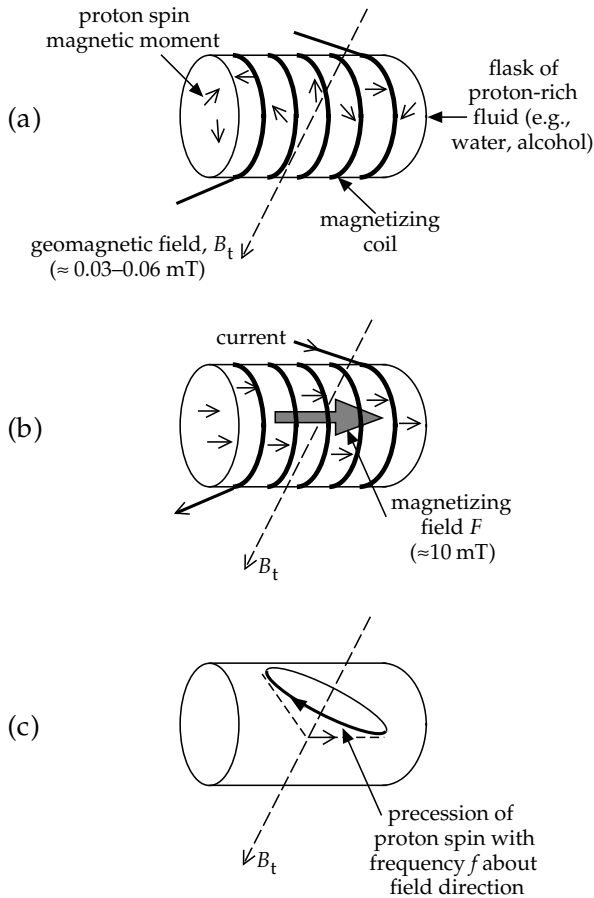 proton spin
magnetic moment
(a)
flask of
proton-rich
fluid (e.g.,
water, alcohol)
magnetizing
coil
geomagnetic field, Bt
(≈ 0.03–0.06 mT)
current
(b)
magnetizing
field F
(≈10 mT)
Bt
(c)
precession of
proton spin with
frequency f about
field direction
Bt